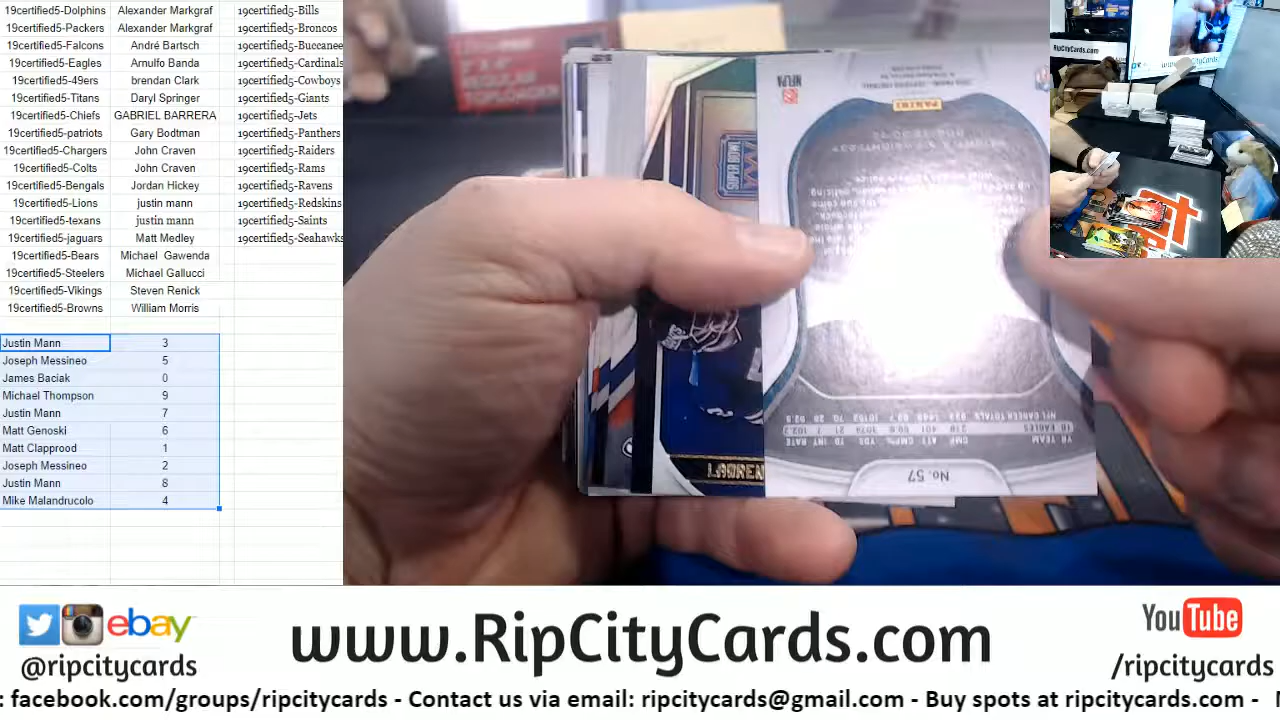 19certified5-Dolphins Alexander Markgraf 19certified5-Bills
19certified5-Packers Alexander Markgraf 19certified5-Broncos
19certified5-Falcons André Bartsch 19certified5-Buccanee
19certified5-Eagles Arnulfo Banda 19certified5-Cardinals
19certified5-49ers brendan Clark 19certified5-Cowboys
19certified5-Titans Daryl Springer 19certified5-Giants
19certified5-Chiefs GABRIEL BARRERA 19certified5-Jets
19certified5-patriots Gary Bodtman 19certified5-Panthers
19certified5-Chargers John Craven 19certified5-Raiders
19certified5-Colts John Craven 19certified5-Rams
19certified5-Bengals Jordan Hickey 19certified5-Ravens
19certified5-Lions justin mann 19certified5-Redskins
19certified5-texans justin mann 19certified5-Saints
19certified5-jaguars Matt Medley 19certified5-Seahawks
19certified5-Bears Michael Gawenda
19certified5-Steelers Michael Gallucci
19certified5-Vikings Steven Renick
19certified5-Browns William Morris
Justin Mann 3
Joseph Messineo 5
James Baciak 0
Michael Thompson 9
Justin Mann 7
Matt Genoski 6
Matt Clapprood 1
Joseph Messineo 2
Justin Mann 8
Mike Malandrucolo 4
RipCityCards.com
PANINI
SUPER BOWL
LAWREN
No. 57
ebay
@ripcitycards
www.RipCityCards.com
YouTube
/ripcitycards
: facebook.com/groups/ripcitycards - Contact us via email: ripcitycards@gmail.com - Buy spots at ripcitycards.com -